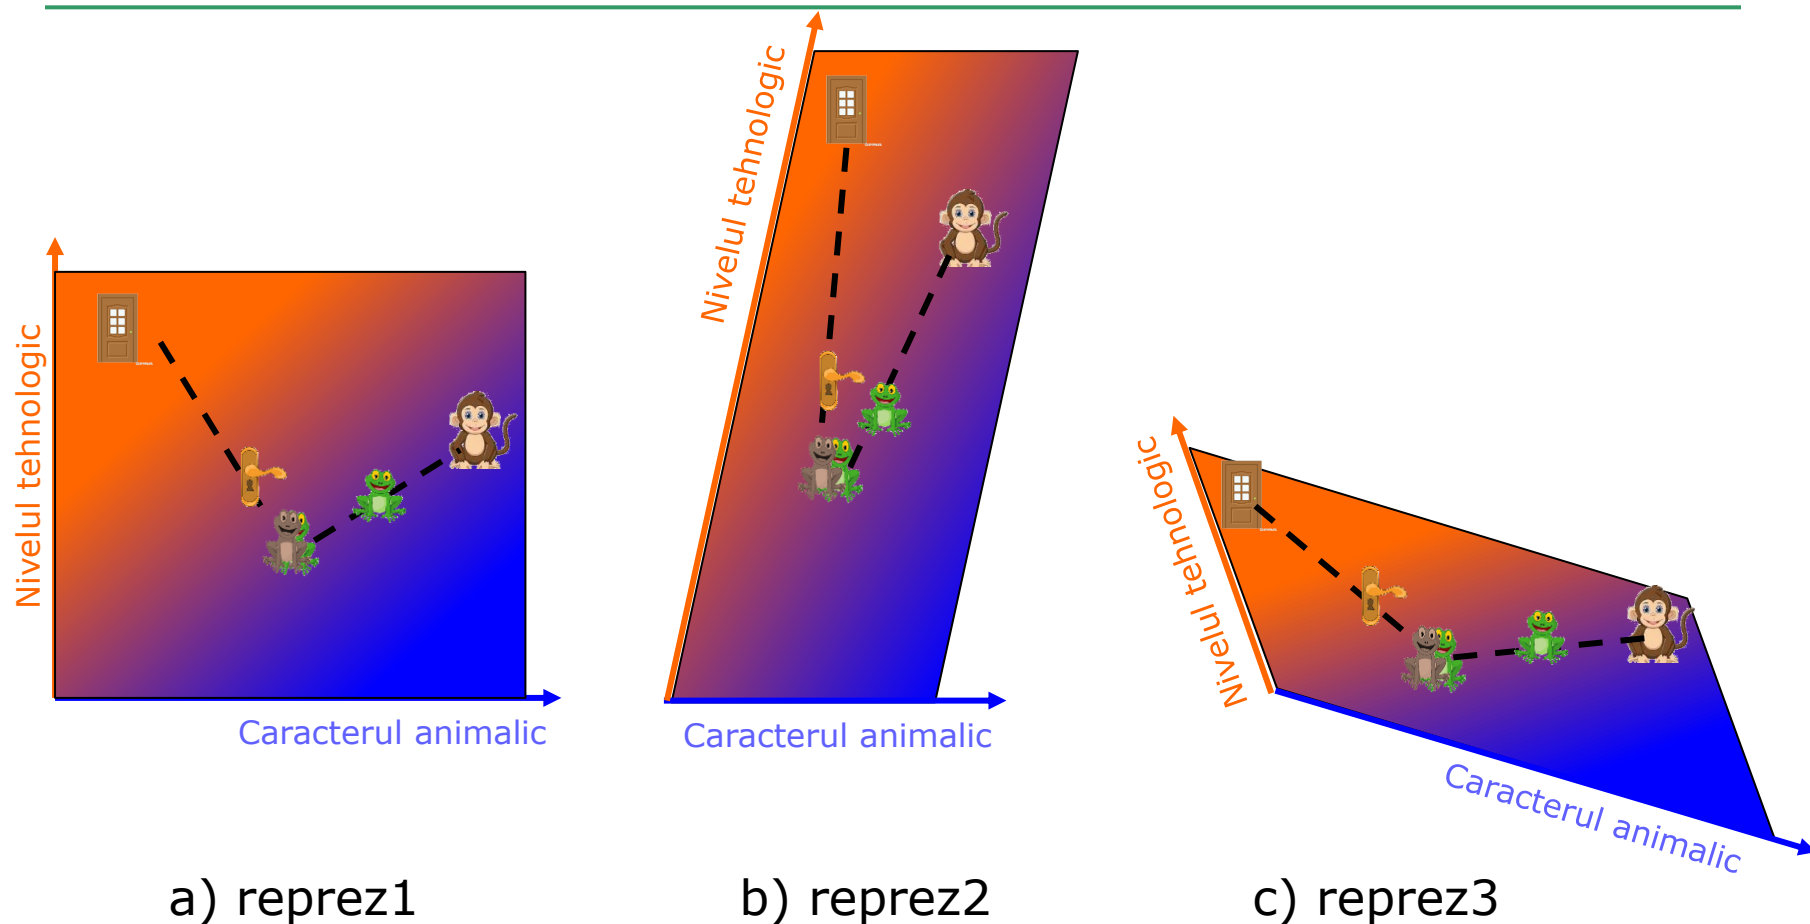 Nivelul tehnologic
Caracterul animalic
a) reprez1
Nivelul tehnologic
Caracterul animalic
b) reprez2
Nivelul tehnologic
Caracterul animalic
c) reprez3